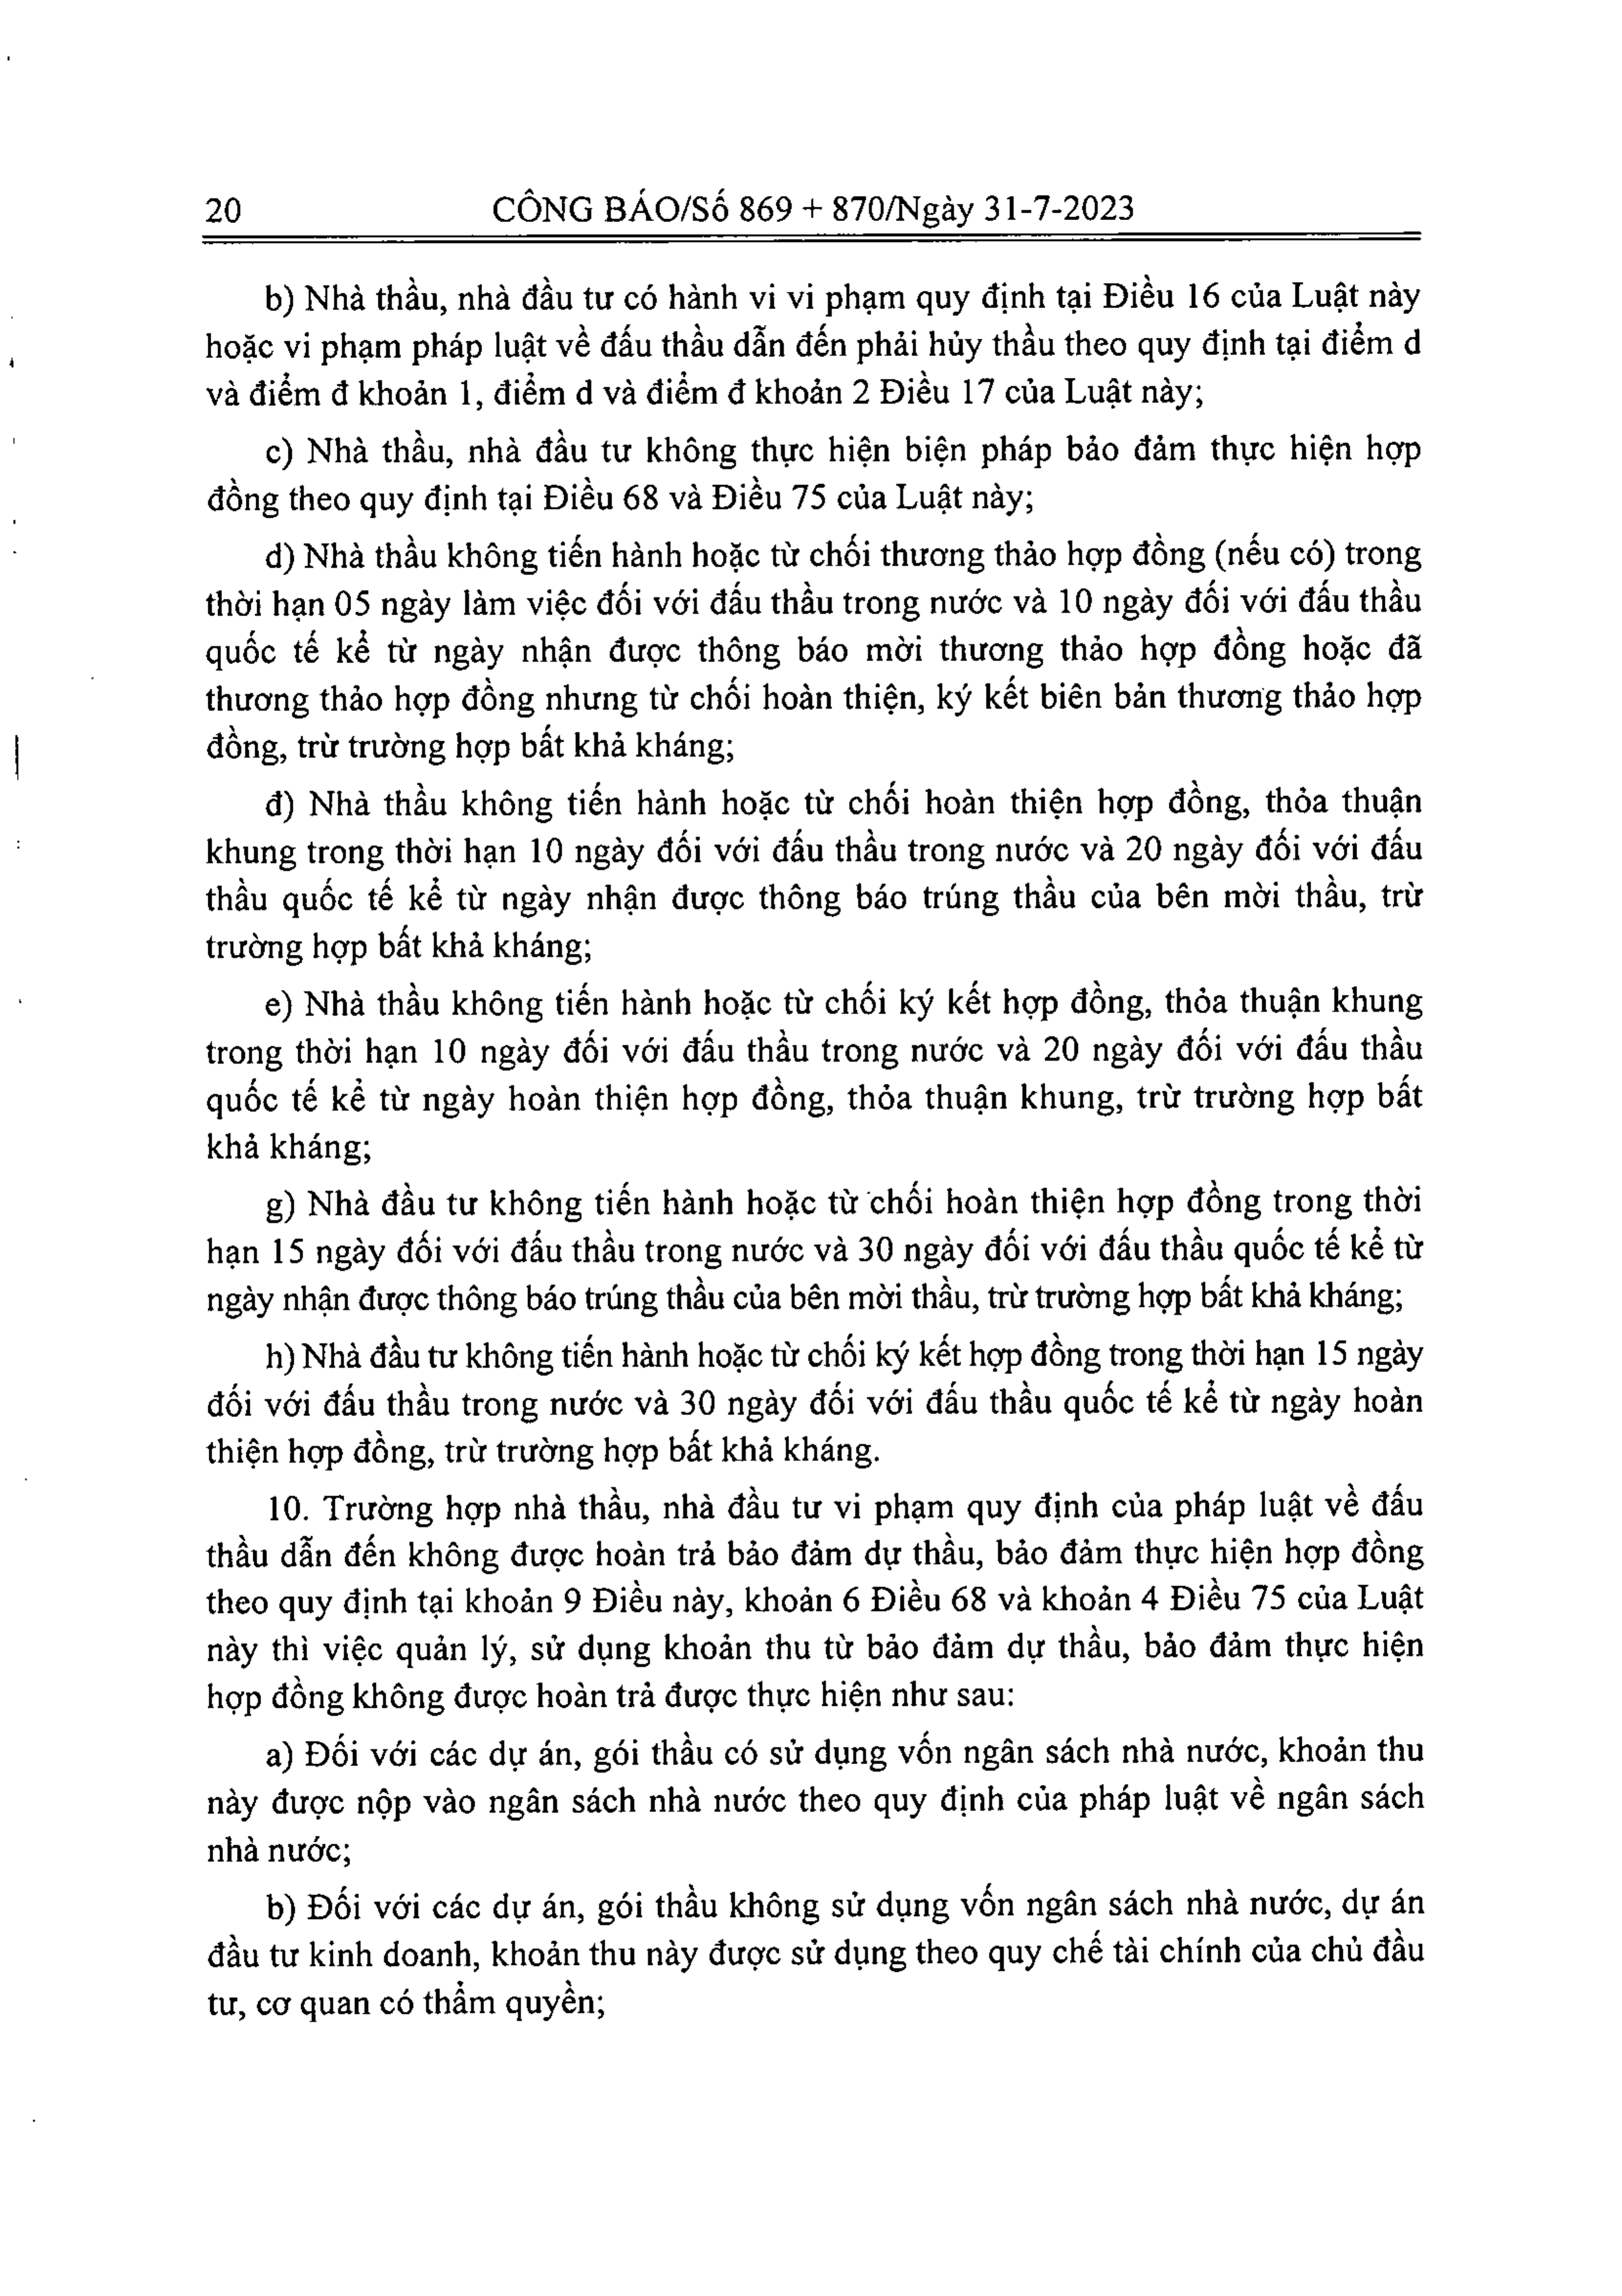 20 CÔNG BÁO/Số 869 + 870/Ngày 31-7-2023
b) Nhà thầu, nhà đầu tư có hành vi vi phạm quy định tại Điều 16 của Luật này
hoặc vi phạm pháp luật về đấu thầu dẫn đến phải hủy thầu theo quy định tại điểm d
và điểm đ khoản 1, điểm d và điểm đ khoản 2 Điều 17 của Luật này;
c) Nhà thầu, nhà đầu tư không thực hiện biện pháp bảo đảm thực hiện hợp
đồng theo quy định tại Điều 68 và Điều 75 của Luật này;
d) Nhà thầu không tiến hành hoặc từ chối thương thảo hợp đồng (nếu có) trong
thời hạn 05 ngày làm việc đối với đấu thầu trong nước và 10 ngày đối với đấu thầu
quốc tế kể từ ngày nhận được thông báo mời thương thảo hợp đồng hoặc đã
thương thảo hợp đồng nhưng từ chối hoàn thiện, ký kết biên bản thương thảo hợp
đồng, trừ trường hợp bất khả kháng;
đ) Nhà thầu không tiến hành hoặc từ chối hoàn thiện hợp đồng, thỏa thuận
khung trong thời hạn 10 ngày đối với đấu thầu trong nước và 20 ngày đối với đấu
thầu quốc tế kể từ ngày nhận được thông báo trúng thầu của bên mời thầu, trừ
trường hợp bất khả kháng;
e) Nhà thầu không tiến hành hoặc từ chối ký kết hợp đồng, thỏa thuận khung
trong thời hạn 10 ngày đối với đấu thầu trong nước và 20 ngày đối với đấu thầu
quốc tế kể từ ngày hoàn thiện hợp đồng, thỏa thuận khung, trừ trường hợp bất
khả kháng;
g) Nhà đầu tư không tiến hành hoặc từ chối hoàn thiện hợp đồng trong thời
hạn 15 ngày đối với đấu thầu trong nước và 30 ngày đối với đấu thầu quốc tế kể từ
ngày nhận được thông báo trúng thầu của bên mời thầu, trừ trường hợp bất khả kháng;
h) Nhà đầu tư không tiến hành hoặc từ chối ký kết hợp đồng trong thời hạn 15 ngày
đối với đấu thầu trong nước và 30 ngày đối với đấu thầu quốc tế kể từ ngày hoàn
thiện hợp đồng, trừ trường hợp bất khả kháng.
10. Trường hợp nhà thầu, nhà đầu tư vi phạm quy định của pháp luật về đấu
thầu dẫn đến không được hoàn trả bảo đảm dự thầu, bảo đảm thực hiện hợp đồng
theo quy định tại khoản 9 Điều này, khoản 6 Điều 68 và khoản 4 Điều 75 của Luật
này thì việc quản lý, sử dụng khoản thu từ bảo đảm dự thầu, bảo đảm thực hiện
hợp đồng không được hoàn trả được thực hiện như sau:
a) Đối với các dự án, gói thầu có sử dụng vốn ngân sách nhà nước, khoản thu
này được nộp vào ngân sách nhà nước theo quy định của pháp luật về ngân sách
nhà nước;
b) Đối với các dự án, gói thầu không sử dụng vốn ngân sách nhà nước, dự án
đầu tư kinh doanh, khoản thu này được sử dụng theo quy chế tài chính của chủ đầu
tư, cơ quan có thẩm quyền;